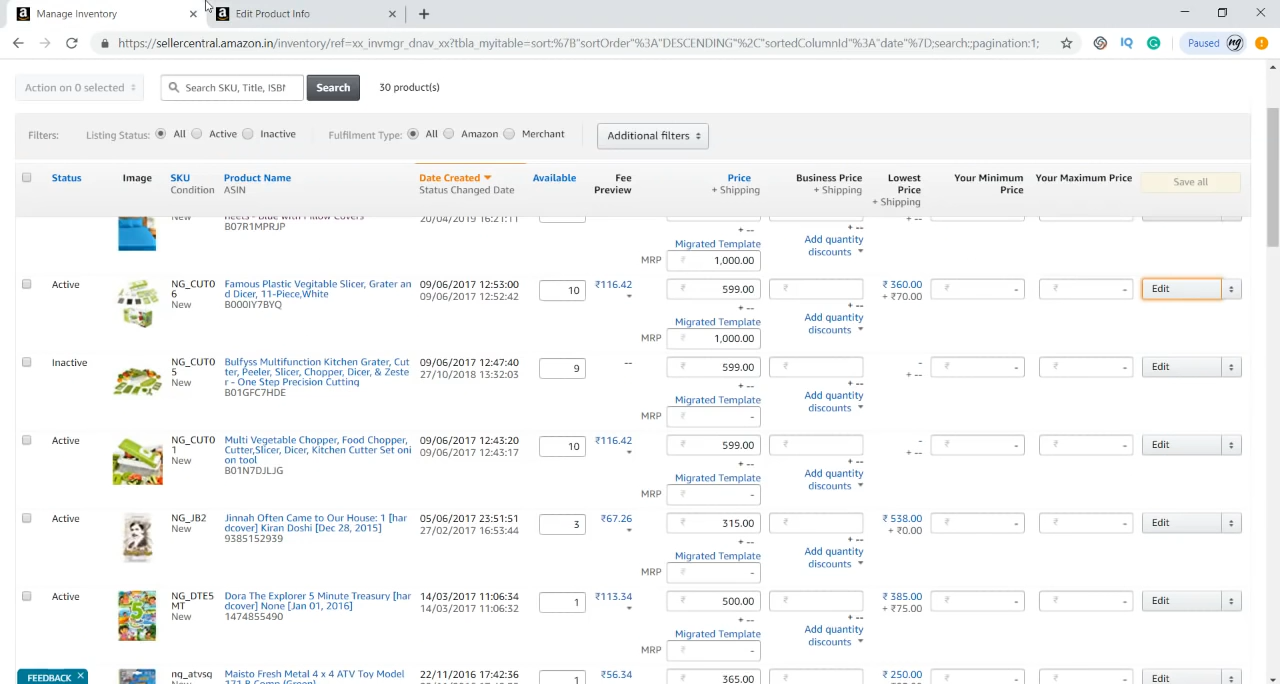 Manage Inventory
Edit Product Info
https://sellercentral.amazon.in/inventory/ref=xx_invmgr_dnav_xx?tbla_myitable=sort:%7B"sortOrder"%3A"DESCENDING"%2C"sortedColumnId"%3A"date"%7D;search:;pagination:1;
IQ
Paused
Action on 0 selected
Search SKU, Title, ISBN
Search
30 product(s)
Filters: Listing Status: All Active Inactive Fulfilment Type: All Amazon Merchant Additional filters
Status Image SKU Condition Product Name ASIN Date Created Status Changed Date Available Fee Preview Price + Shipping Business Price + Shipping Lowest Price + Shipping Your Minimum Price Your Maximum Price Save all
New Sheets - Blue with Pillow Covers 20/04/2019 16:21:11
B07R1MPRJP
+ -- + -- + --
Migrated Template Add quantity discounts
MRP 1,000.00
Active NG_CUT06 Famous Plastic Vegitable Slicer, Grater and Dicer, 11-Piece,White 09/06/2017 12:53:00 10 ₹116.42 ₹ 599.00 ₹ ₹ 360.00 ₹ - ₹ - Edit
New B000IY7BYQ 09/06/2017 12:52:42 + ₹70.00
+ -- + --
Migrated Template Add quantity discounts
MRP 1,000.00
Inactive NG_CUT05 Bulfyss Multifunction Kitchen Grater, Cutter, Peeler, Slicer, Chopper, Dicer, & Zester - One Step Precision Cutting 09/06/2017 12:47:40 9 -- ₹ 599.00 ₹ - ₹ - ₹ - Edit
New B01GFC7HDE 27/10/2018 13:32:03 + --
+ -- + --
Migrated Template Add quantity discounts
MRP ₹ -
Active NG_CUT01 Multi Vegetable Chopper, Food Chopper, Cutter,Slicer, Dicer, Kitchen Cutter Set onion tool 09/06/2017 12:43:20 10 ₹116.42 ₹ 599.00 ₹ - ₹ - ₹ - Edit
New B01N7DJLJG 09/06/2017 12:43:17 + --
+ -- + --
Migrated Template Add quantity discounts
MRP ₹ -
Active NG_JB2 Jinnah Often Came to Our House: 1 [hardcover] Kiran Doshi [Dec 28, 2015] 05/06/2017 23:51:51 3 ₹67.26 ₹ 315.00 ₹ ₹ 538.00 ₹ - ₹ - Edit
New 9385152939 27/02/2017 16:53:44 + ₹0.00
+ -- + --
Migrated Template Add quantity discounts
MRP ₹ -
Active NG_DTE5MT Dora The Explorer 5 Minute Treasury [hardcover] None [Jan 01, 2016] 14/03/2017 11:06:34 1 ₹113.34 ₹ 500.00 ₹ ₹ 385.00 ₹ - ₹ - Edit
New 1474855490 14/03/2017 11:06:32 + ₹75.00
+ -- + --
Migrated Template Add quantity discounts
MRP ₹ -
Active ng_atvsg Maisto Fresh Metal 4 x 4 ATV Toy Model 22/11/2016 17:42:36 1 ₹56.34 ₹ 365.00 ₹ ₹ 250.00 ₹ - ₹ - Edit
FEEDBACK